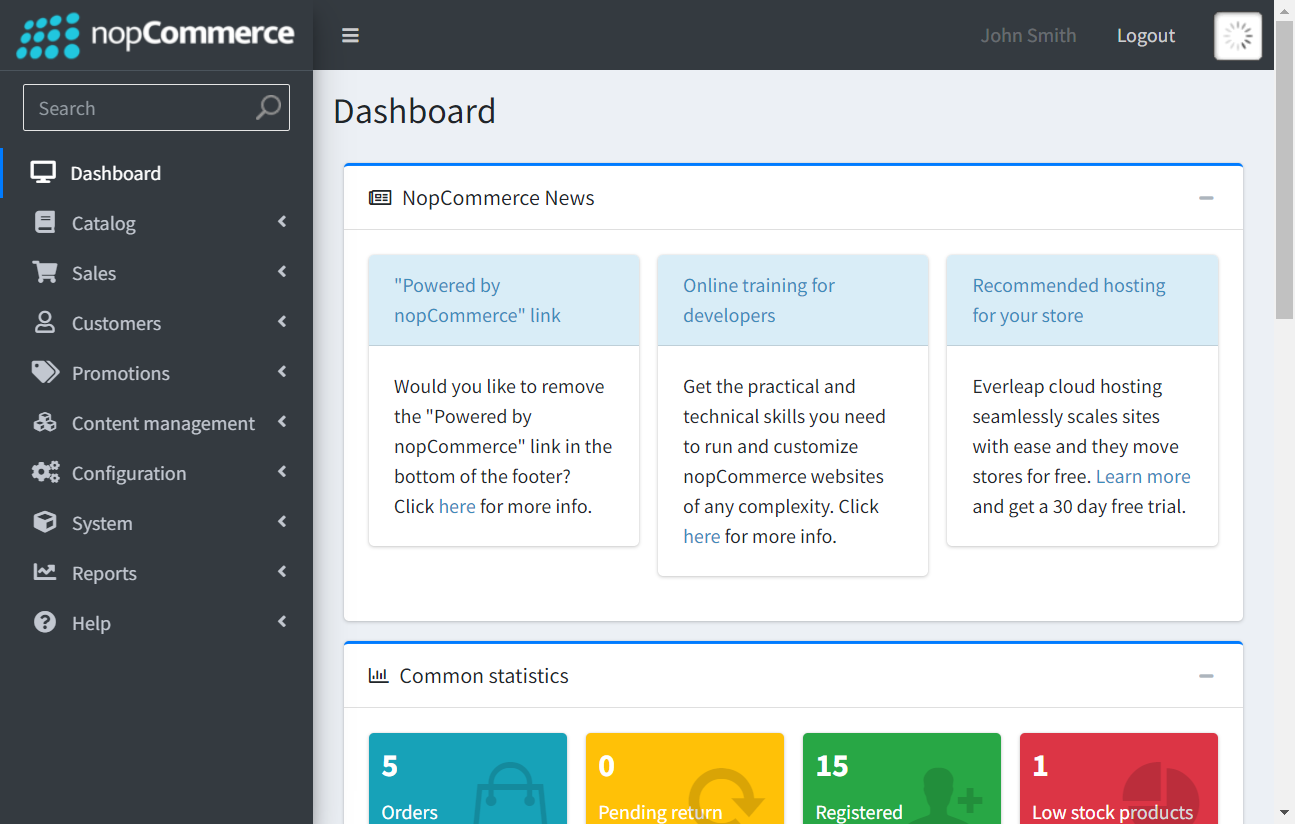 nopCommerce
John Smith
Logout
Search
Dashboard
Catalog
Sales
Customers
Promotions
Content management
Configuration
System
Reports
Help
Dashboard
NopCommerce News
"Powered by
nopCommerce" link
Would you like to remove
the "Powered by
nopCommerce" link in the
bottom of the footer?
Click here for more info.
Online training for
developers
Get the practical and
technical skills you need
to run and customize
nopCommerce websites
of any complexity. Click
here for more info.
Recommended hosting
for your store
Everleap cloud hosting
seamlessly scales sites
with ease and they move
stores for free. Learn more
and get a 30 day free trial.
Common statistics
5
Orders
0
Pending return
15
Registered
1
Low stock products